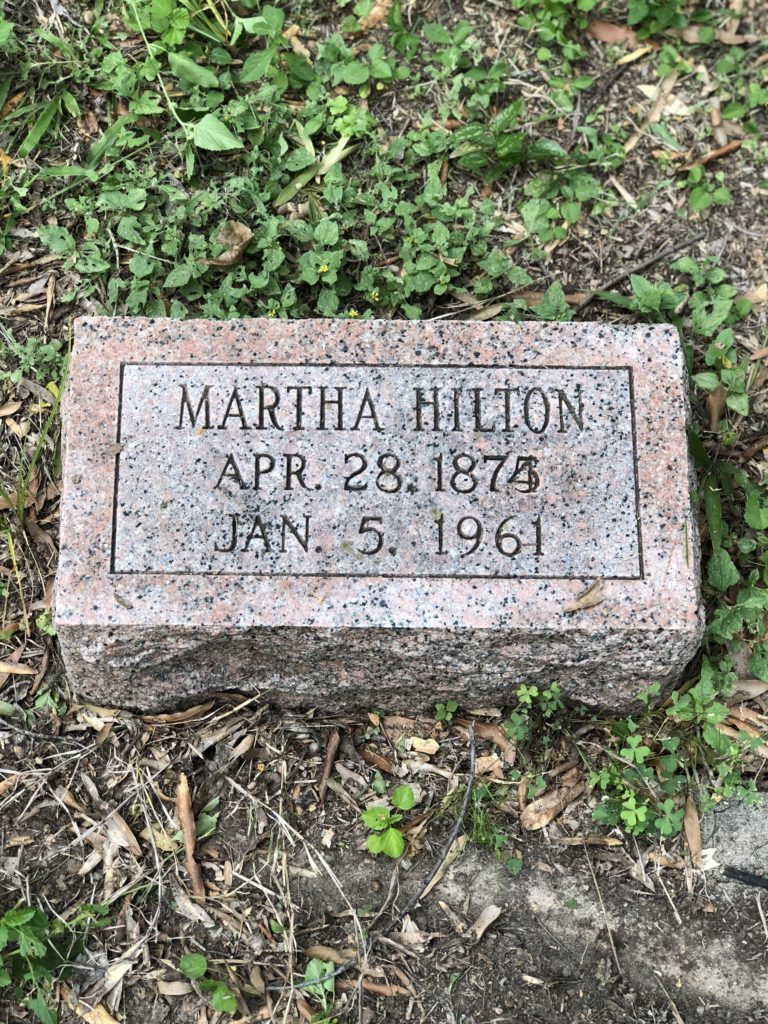 MARTHA HILTON
APR. 28, 
JAN. 5, 1961